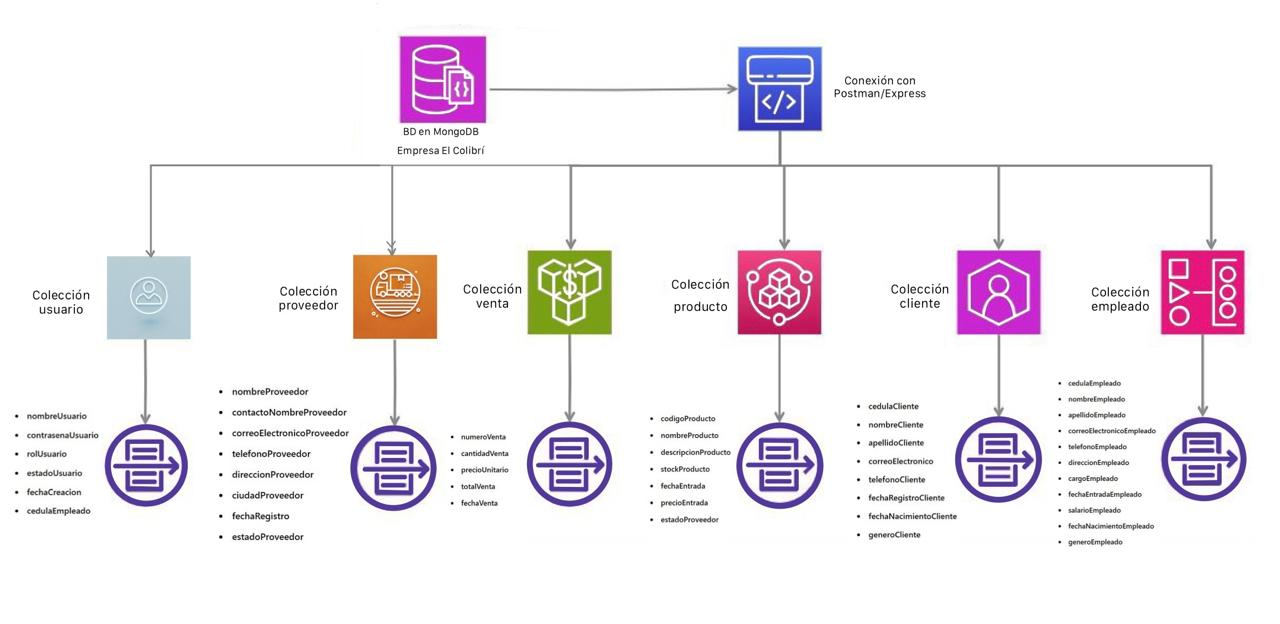 BD en MongoDB
Empresa El Colibrí
Conexión con
Postman/Express
Colección
usuario
Colección
proveedor
Colección
venta
Colección
producto
Colección
cliente
Colección
empleado
nombreUsuario
contrasenaUsuario
rolUsuario
estadoUsuario
fechaCreacion
cedulaEmpleado
nombreProveedor
contactoNombreProveedor
correoElectronicoProveedor
telefonoProveedor
direccionProveedor
ciudadProveedor
fechaRegistro
estadoProveedor
numeroVenta
cantidadVenta
precioUnitario
totalVenta
fechaVenta
codigoProducto
nombreProducto
descripcionProducto
stockProducto
fechaEntrada
precioEntrada
estadoProveedor
cedulaCliente
nombreCliente
apellidoCliente
correoElectronico
telefonoCliente
fechaRegistroCliente
fechaNacimientoCliente
generoCliente
cedulaEmpleado
nombreEmpleado
apellidoEmpleado
correoElectronicoEmpleado
telefonoEmpleado
direccionEmpleado
cargoEmpleado
fechaEntradaEmpleado
salarioEmpleado
fechaNacimientoEmpleado
generoEmpleado